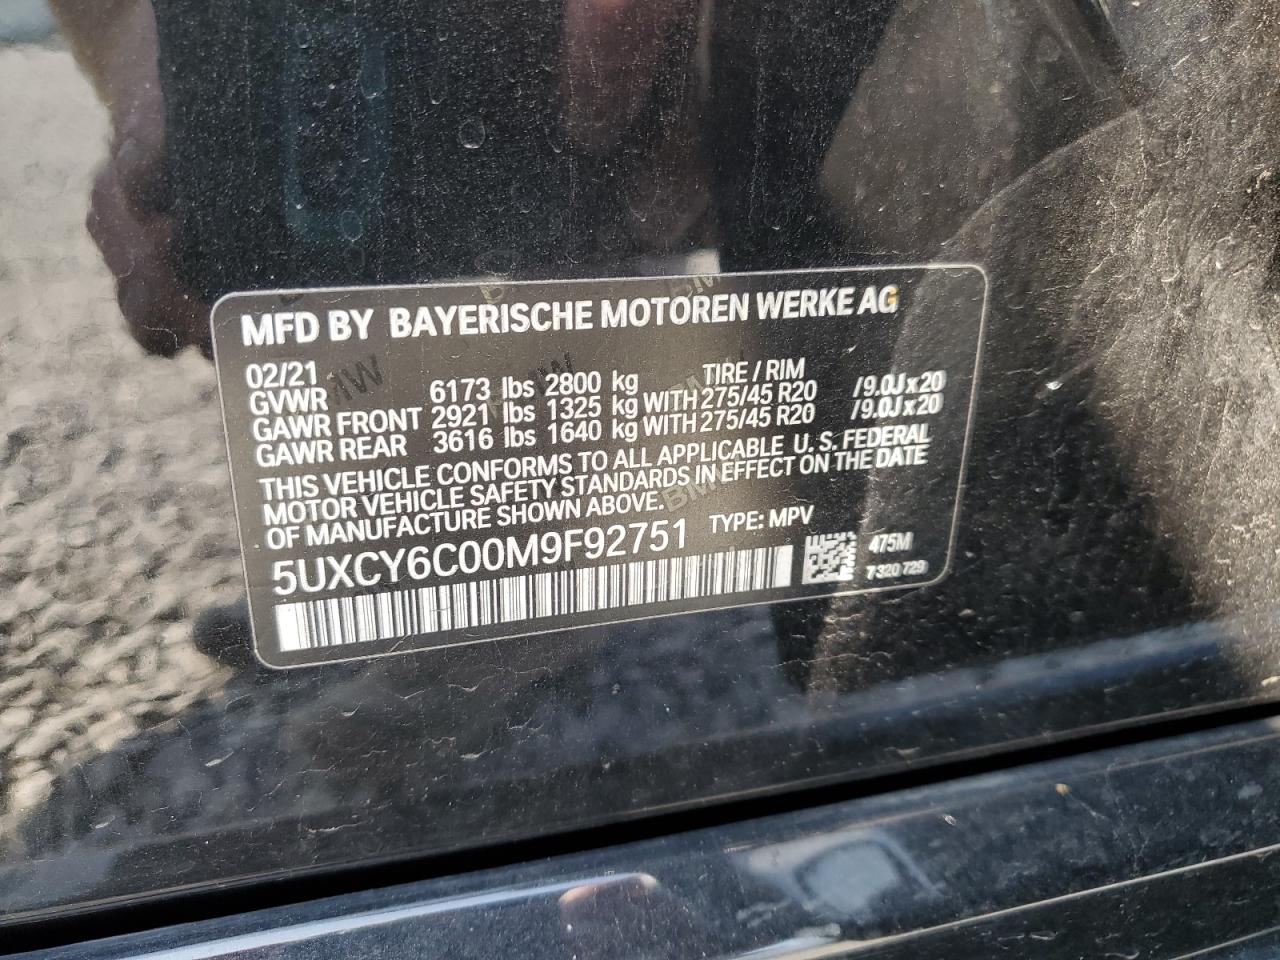 MFD BY BAYERISCHE MOTOREN WERKE AG
02/21 TIRE / RIM
GVWR 6173 lbs 2800 kg
GAWR FRONT 2921 lbs 1325 kg WITH 275/45 R20 /9.0J x 20
GAWR REAR 3616 lbs 1640 kg WITH 275/45 R20 /9.0J x 20
THIS VEHICLE CONFORMS TO ALL APPLICABLE U. S. FEDERAL
MOTOR VEHICLE SAFETY STANDARDS IN EFFECT ON THE DATE
OF MANUFACTURE SHOWN ABOVE.
5UXCY6C00M9F92751 TYPE: MPV
475M
7 320 729